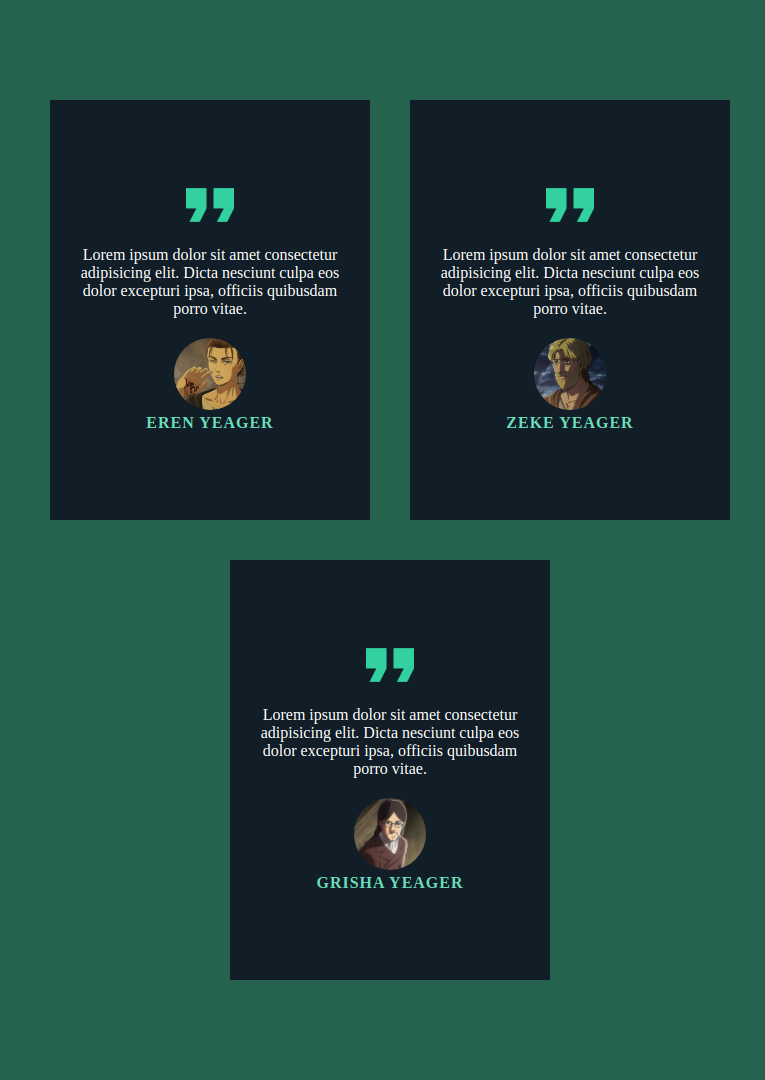 Lorem ipsum dolor sit amet consectetur
adipisicing elit. Dicta nesciunt culpa eos
dolor excepturi ipsa, officiis quibusdam
porro vitae.
EREN YEAGER
Lorem ipsum dolor sit amet consectetur
adipisicing elit. Dicta nesciunt culpa eos
dolor excepturi ipsa, officiis quibusdam
porro vitae.
ZEKE YEAGER
Lorem ipsum dolor sit amet consectetur
adipisicing elit. Dicta nesciunt culpa eos
dolor excepturi ipsa, officiis quibusdam
porro vitae.
GRISHA YEAGER